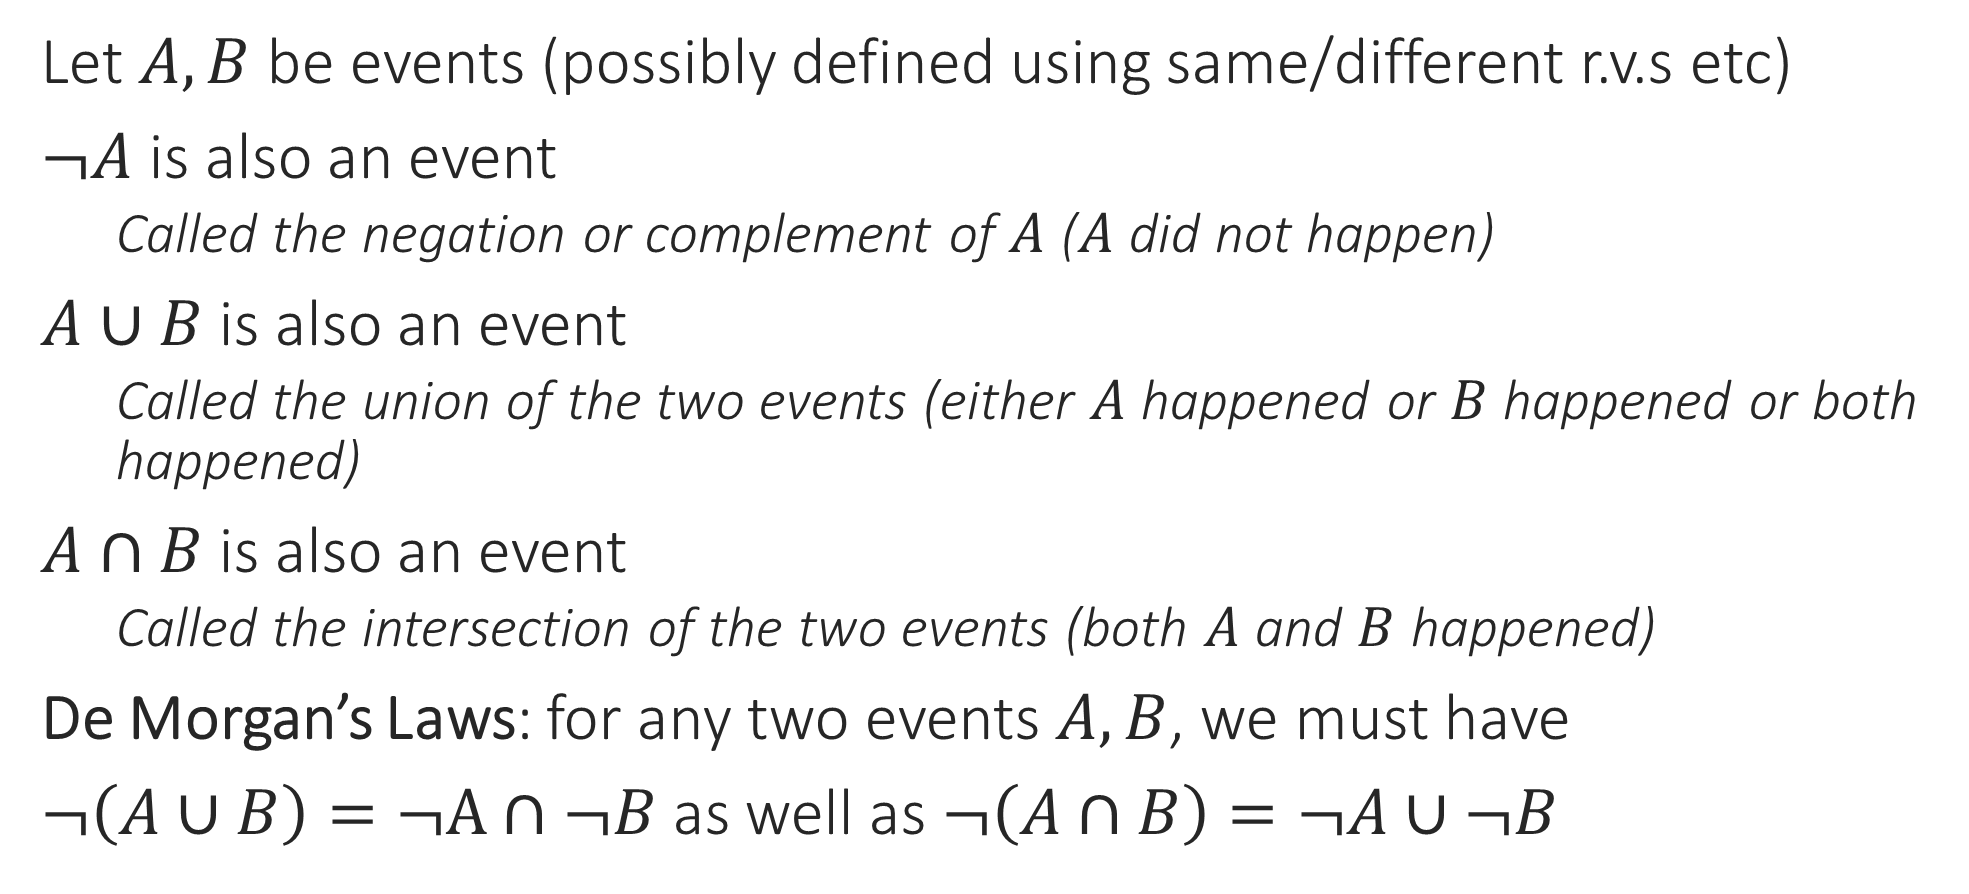 Let A, B be events (possibly defined using same/different r.v.s etc)
¬A is also an event
Called the negation or complement of A (A did not happen)
A ∪ B is also an event
Called the union of the two events (either A happened or B happened or both
happened)
A ∩ B is also an event
Called the intersection of the two events (both A and B happened)
De Morgan’s Laws: for any two events A, B, we must have
¬(A ∪ B) = ¬A ∩ ¬B as well as ¬(A ∩ B) = ¬A ∪ ¬B